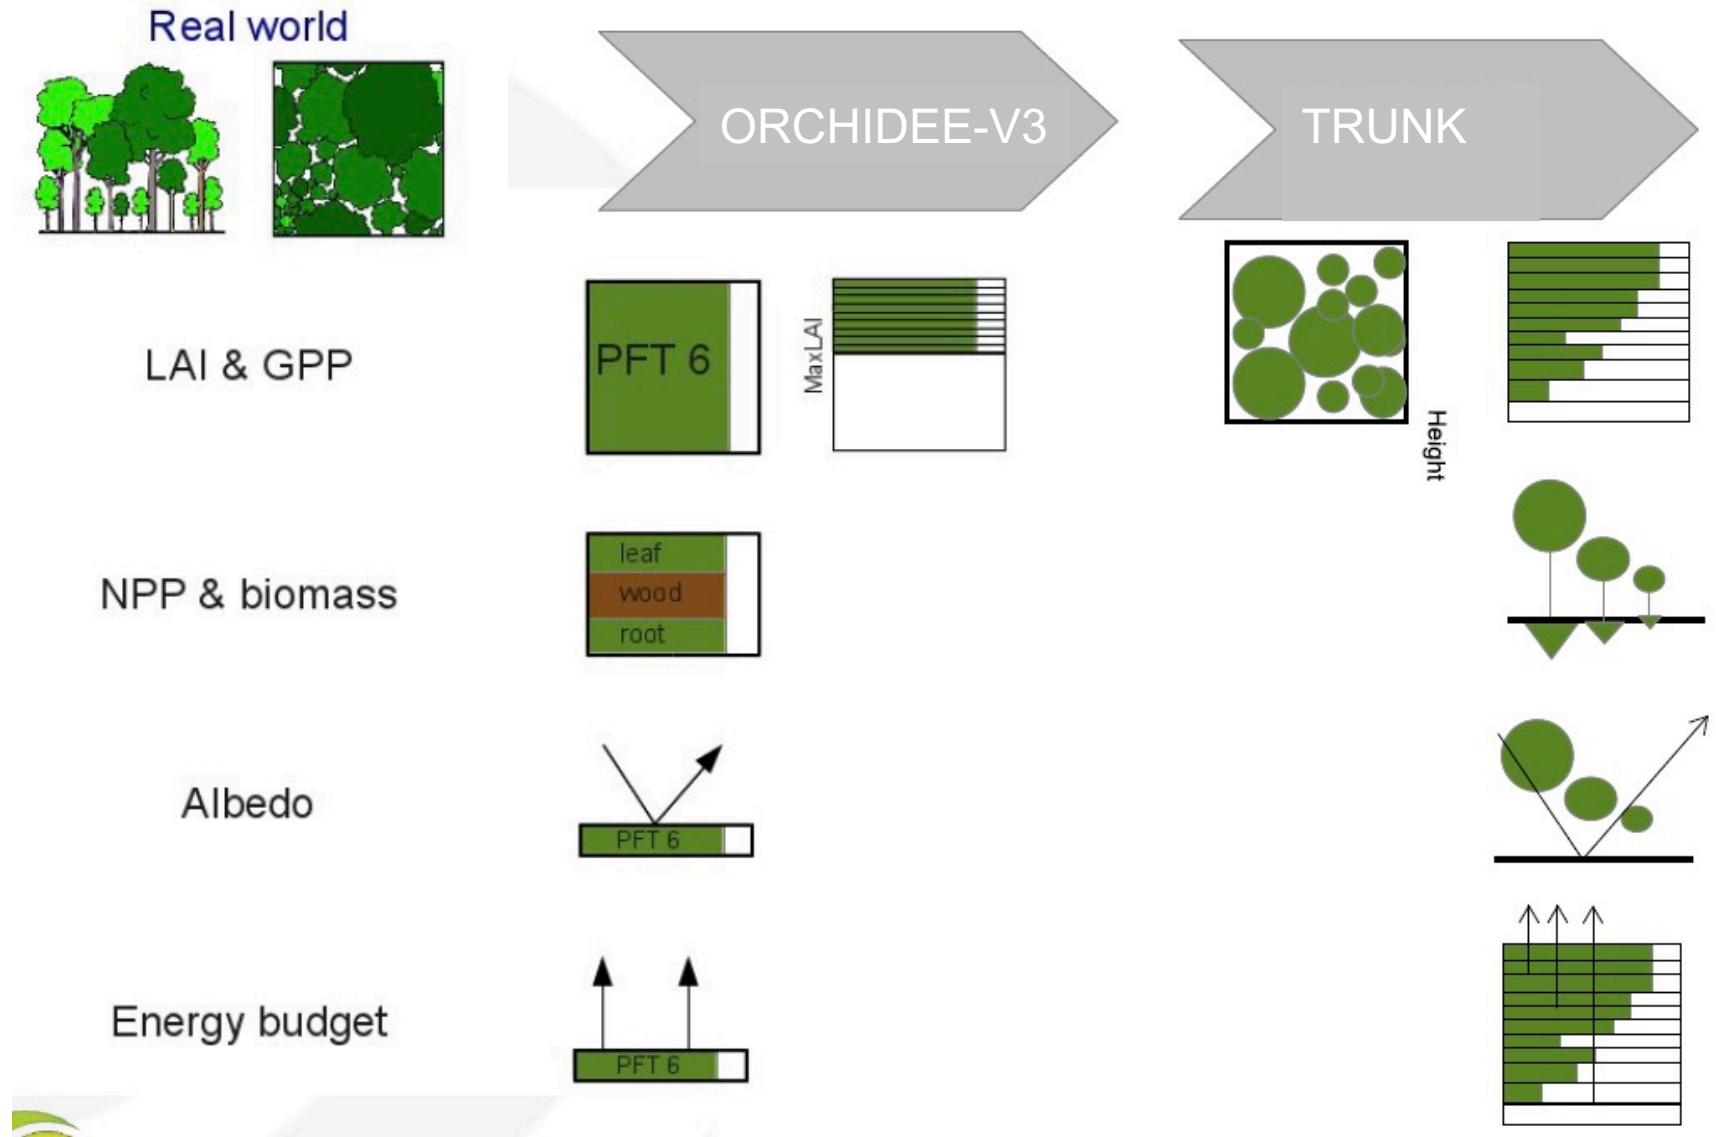 Real world
ORCHIDEE-V3
TRUNK
LAI & GPP
PFT 6
MaxLAI
Height
NPP & biomass
leaf
wood
root
Albedo
PFT 6
Energy budget
PFT 6